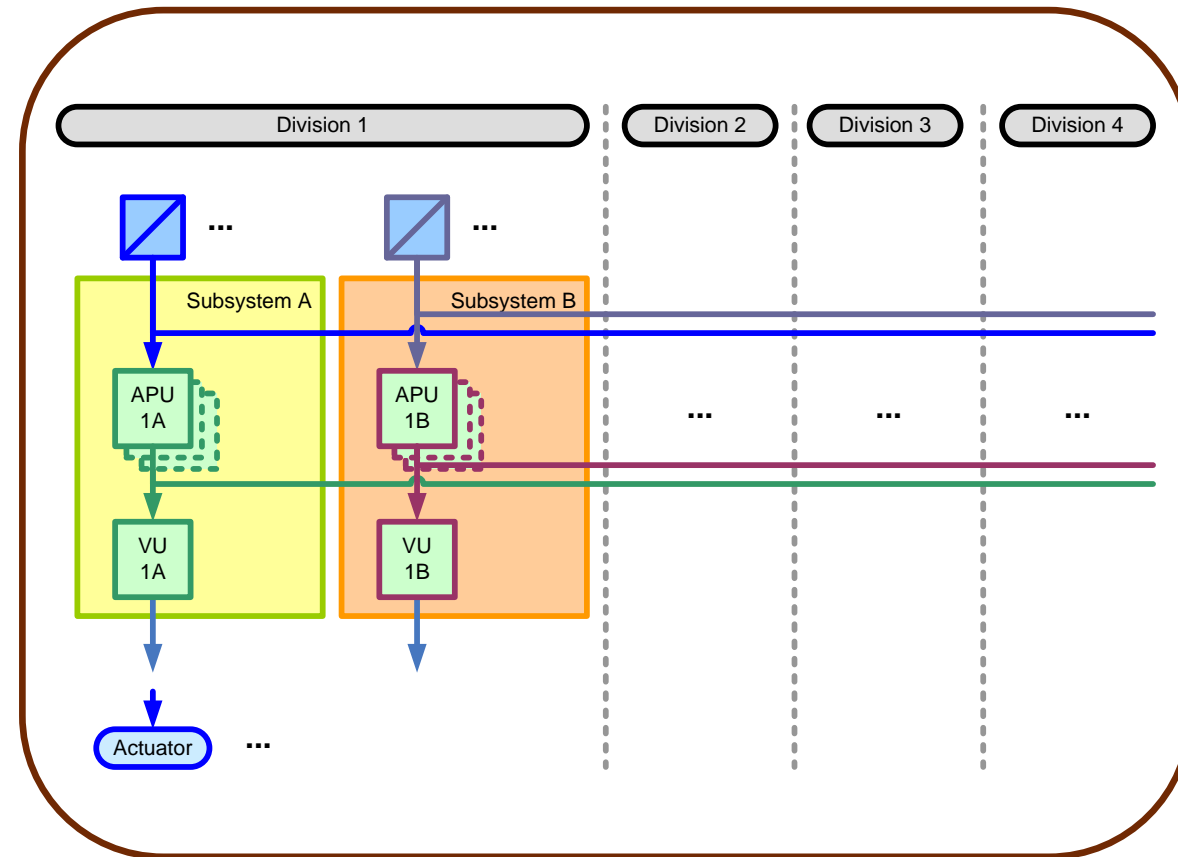 Division 1
Division 2
Division 3
Division 4
...
...
Subsystem A
Subsystem B
APU
1A
APU
1B
...
...
...
VU
1A
VU
1B
Actuator
...